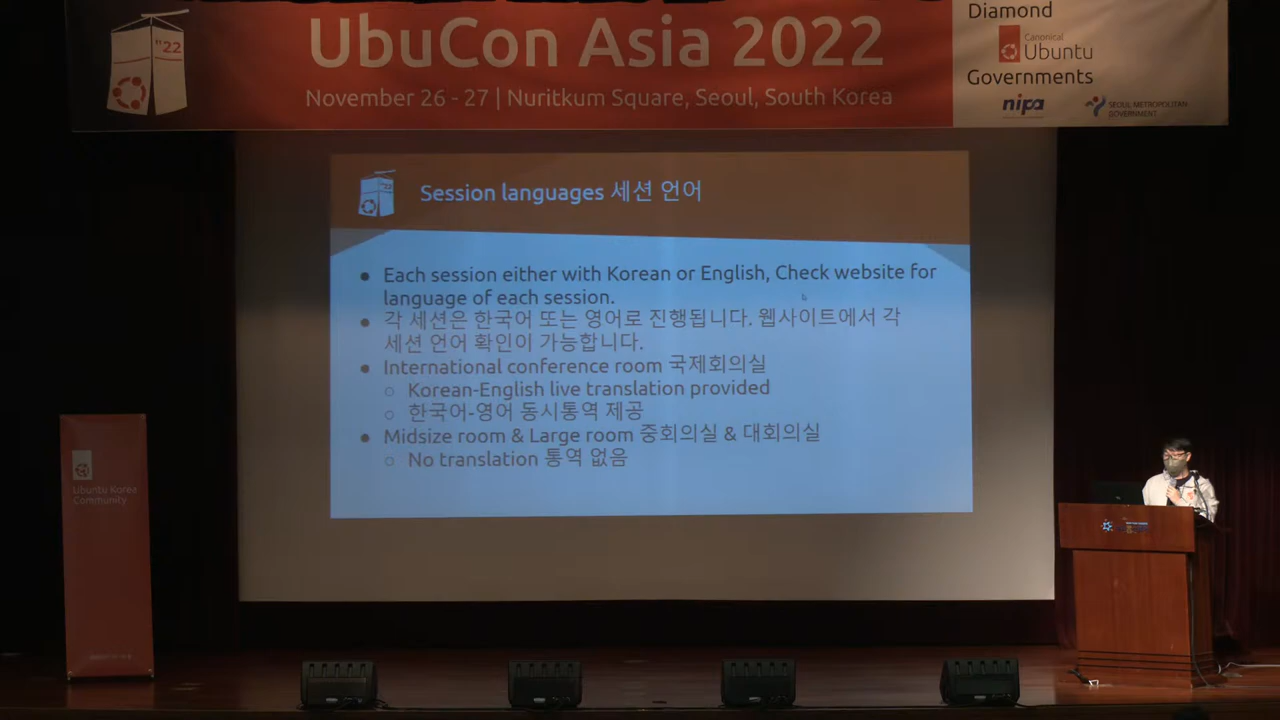 UbuCon Asia 2022
November 26 - 27 | Nuritkum Square, Seoul, South Korea
"22
Diamond
Canonical
Ubuntu
Governments
nipa
SEOUL METROPOLITAN
GOVERNMENT
Session languages 세션 언어
● Each session either with Korean or English, Check website for
language of each session.
● 각 세션은 한국어 또는 영어로 진행됩니다. 웹사이트에서 각
세션 언어 확인이 가능합니다.
● International conference room 국제회의실
○ Korean-English live translation provided
○ 한국어-영어 동시통역 제공
● Midsize room & Large room 중회의실 & 대회의실
○ No translation 통역 없음
Ubuntu Korea
Community